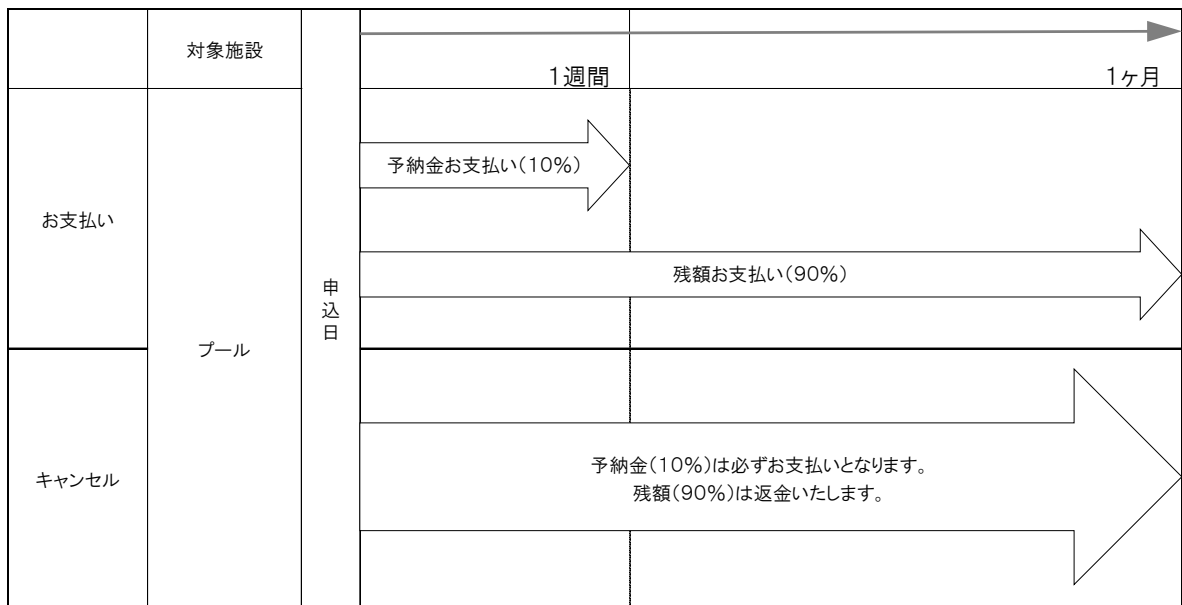 対象施設
1週間
1ヶ月
お支払い
プール
申込日
予納金お支払い(10%)
残額お支払い(90%)
キャンセル
予納金(10%)は必ずお支払いとなります。
残額(90%)は返金いたします。